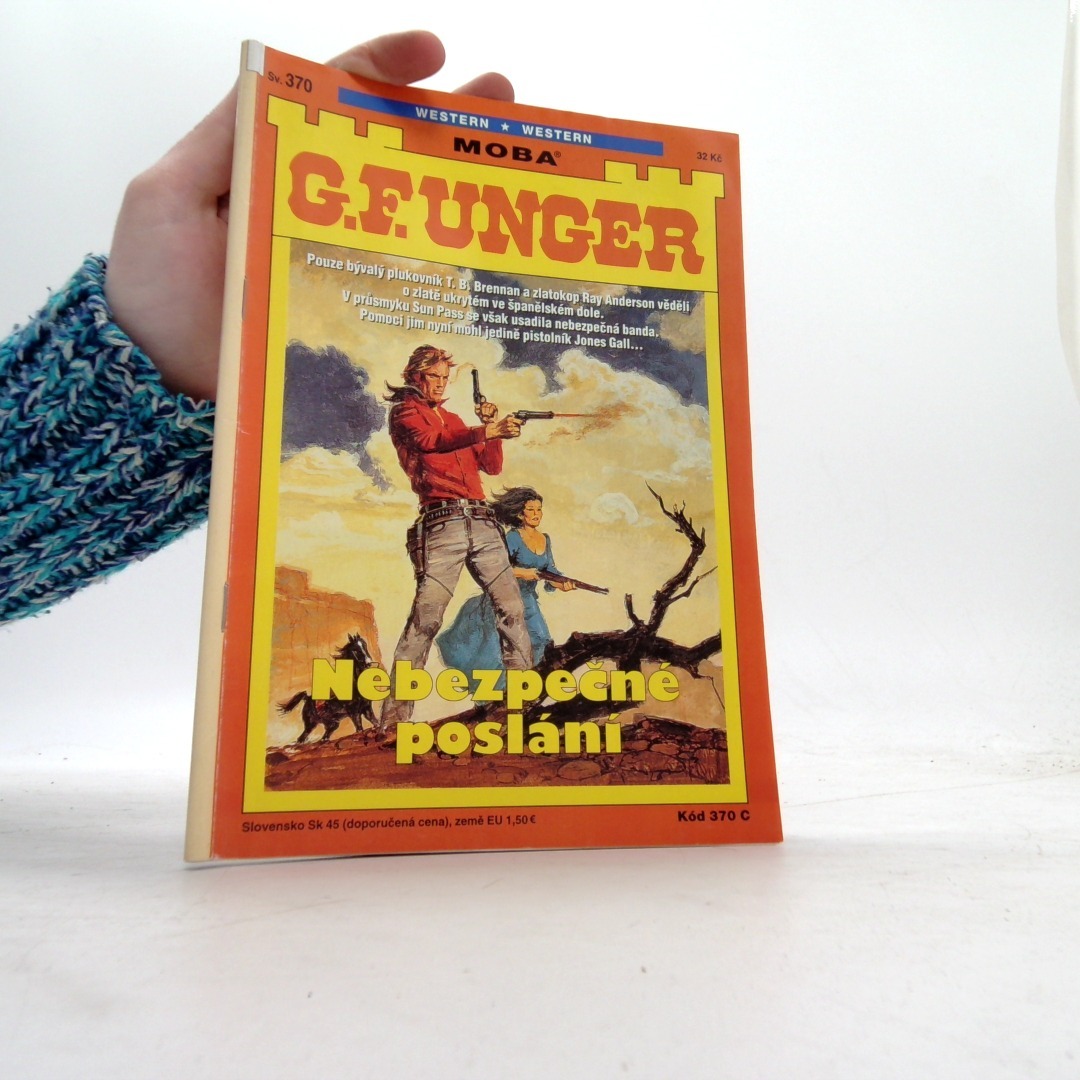 Sv. 370
WESTERN ★ WESTERN
MOBA®
32 Kč
G.F. UNGER
Pouze bývalý plukovník T. B. Brennan a zlatokop Ray Anderson věděli
o zlatě ukrytém ve španělském dole.
V průsmyku Sun Pass se však usadila nebezpečná banda.
Pomoci jim nyní mohl jedině pistolník Jones Gall...
Nebezpečné
poslání
Slovensko Sk 45 (doporučená cena), země EU 1,50 €
Kód 370 C